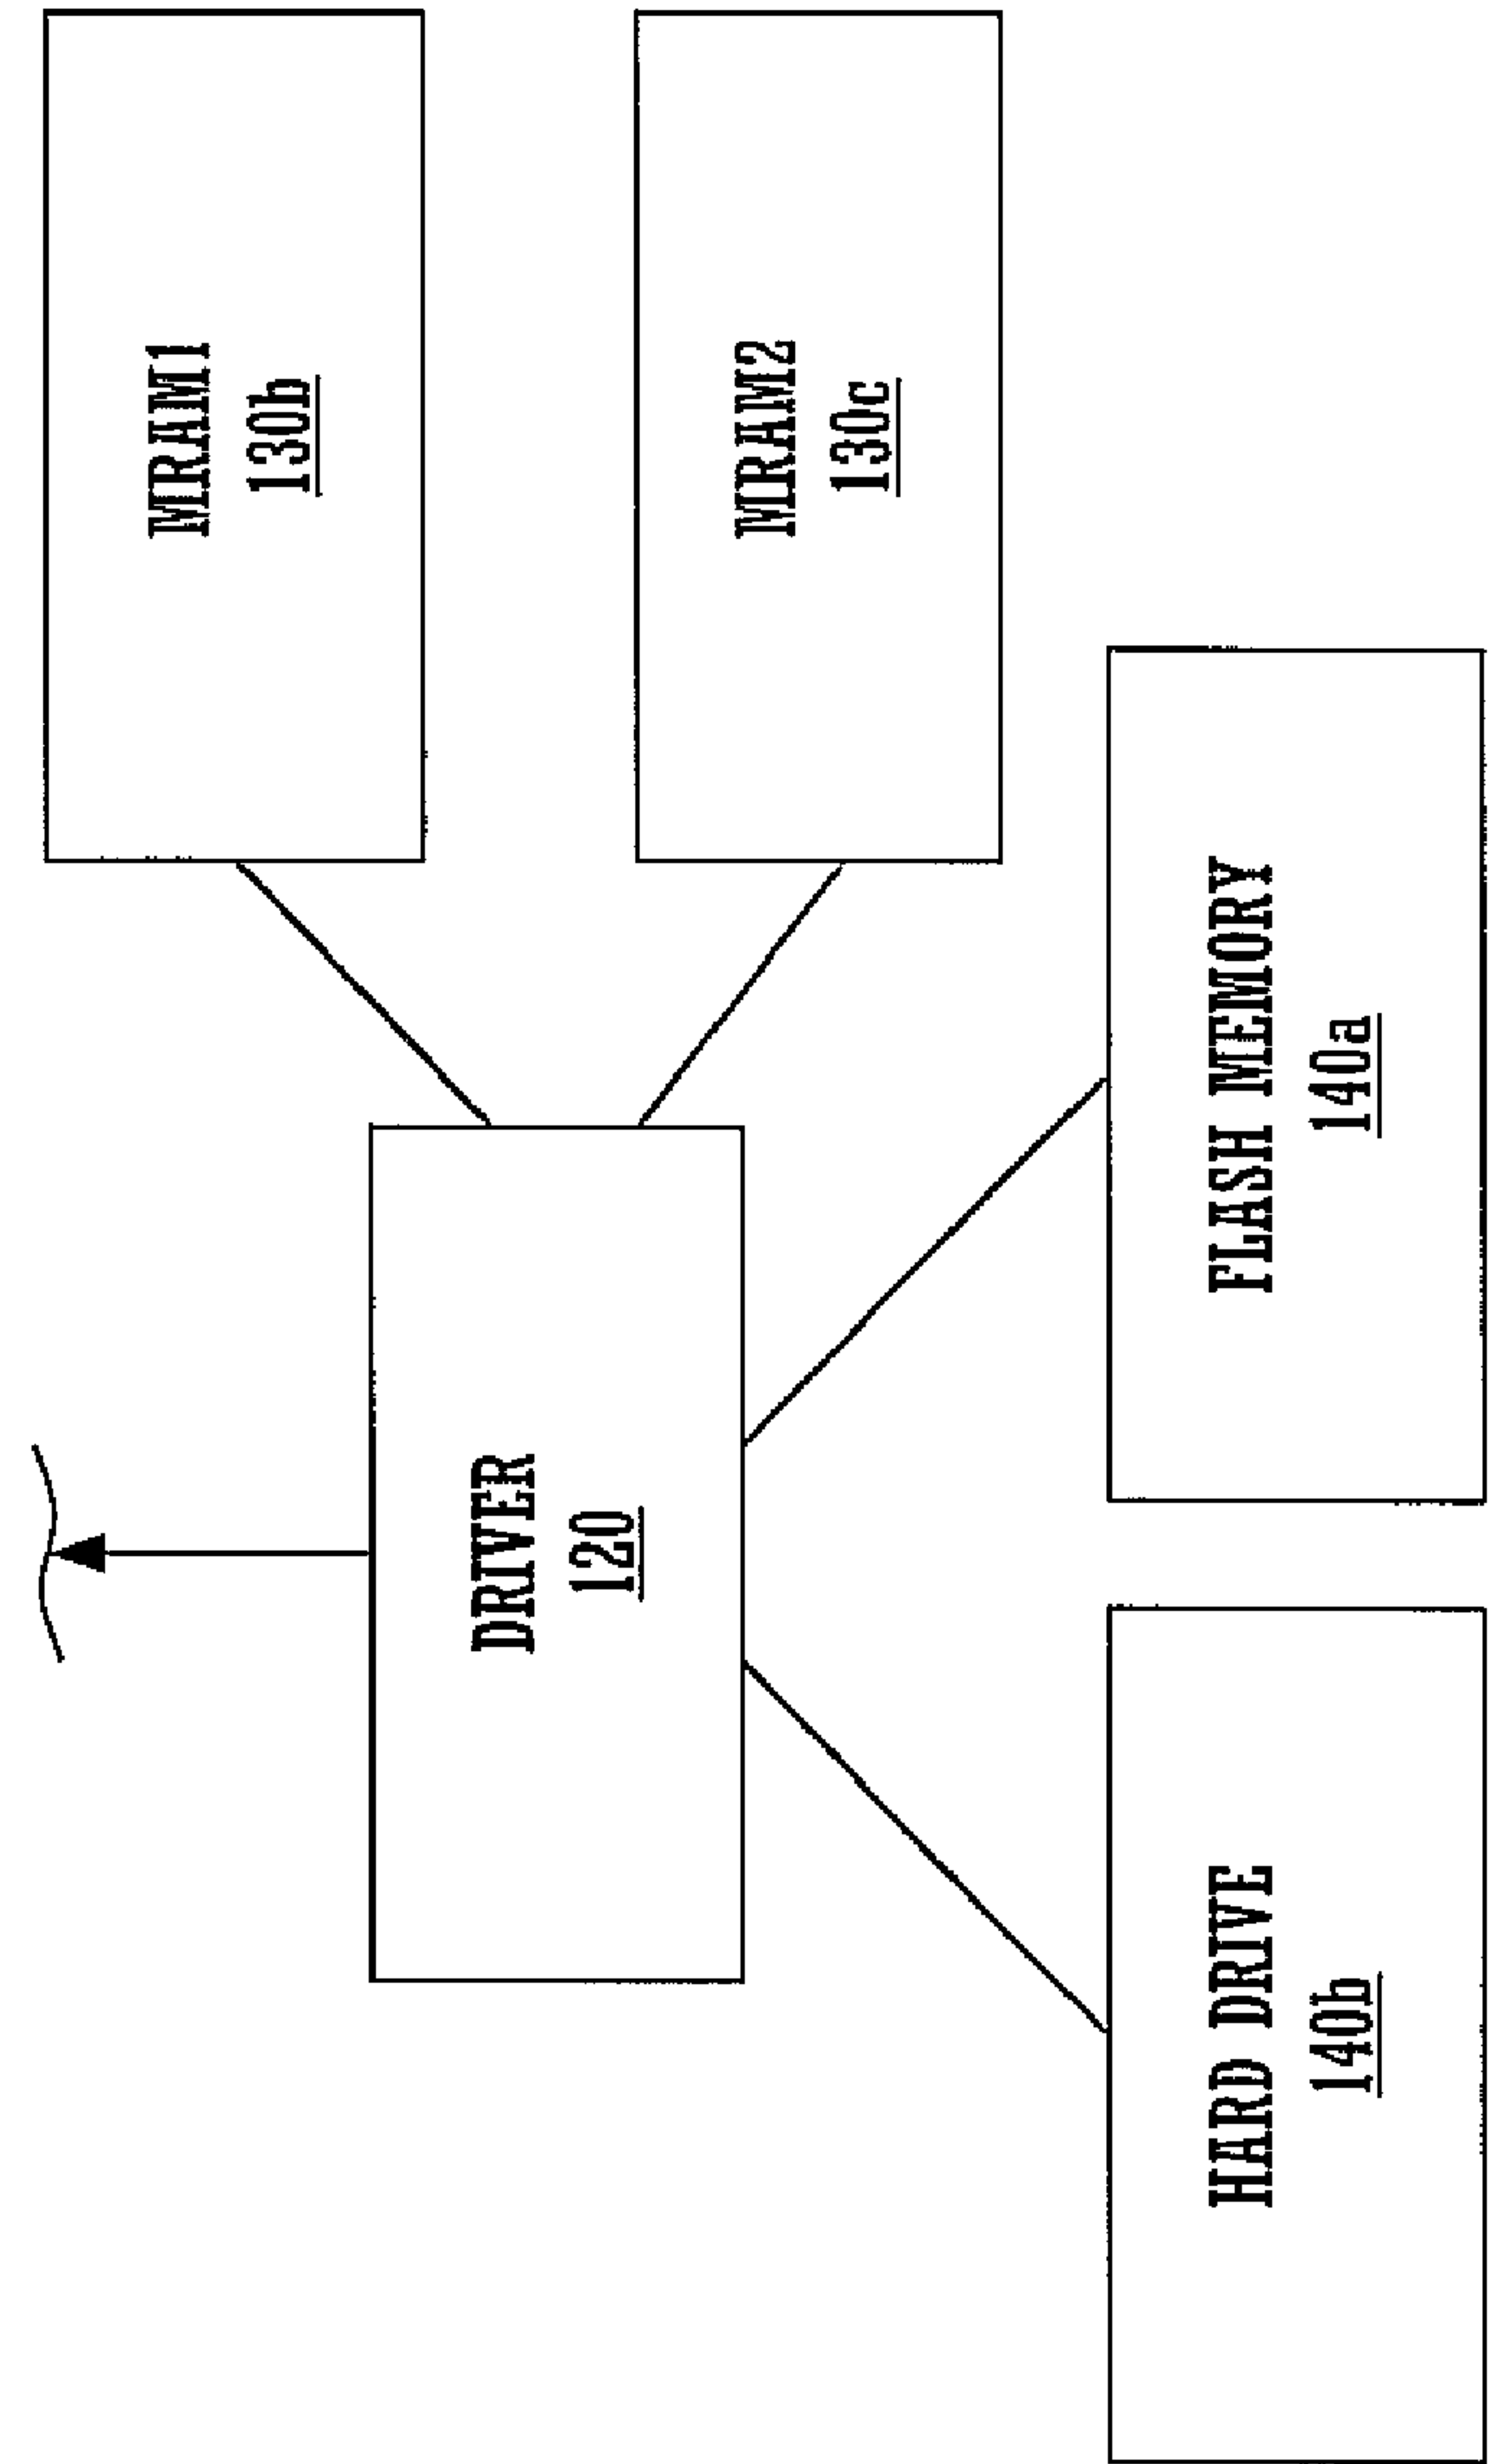 MRAM1
130b
DRIVER
120
MRAM2
130c
HARD DRIVE
140b
FLASH MEMORY
140a